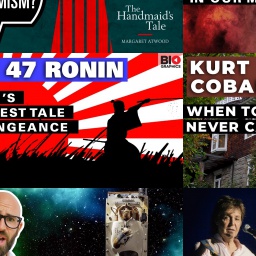 MISM?
The
Handmaid's
Tale
MARGARET ATWOOD
IN OUR M
47 RONIN
BIO
GRAPHICS
'S
EST TALE
NGEANCE
KURT
COBA
WHEN TO
NEVER C